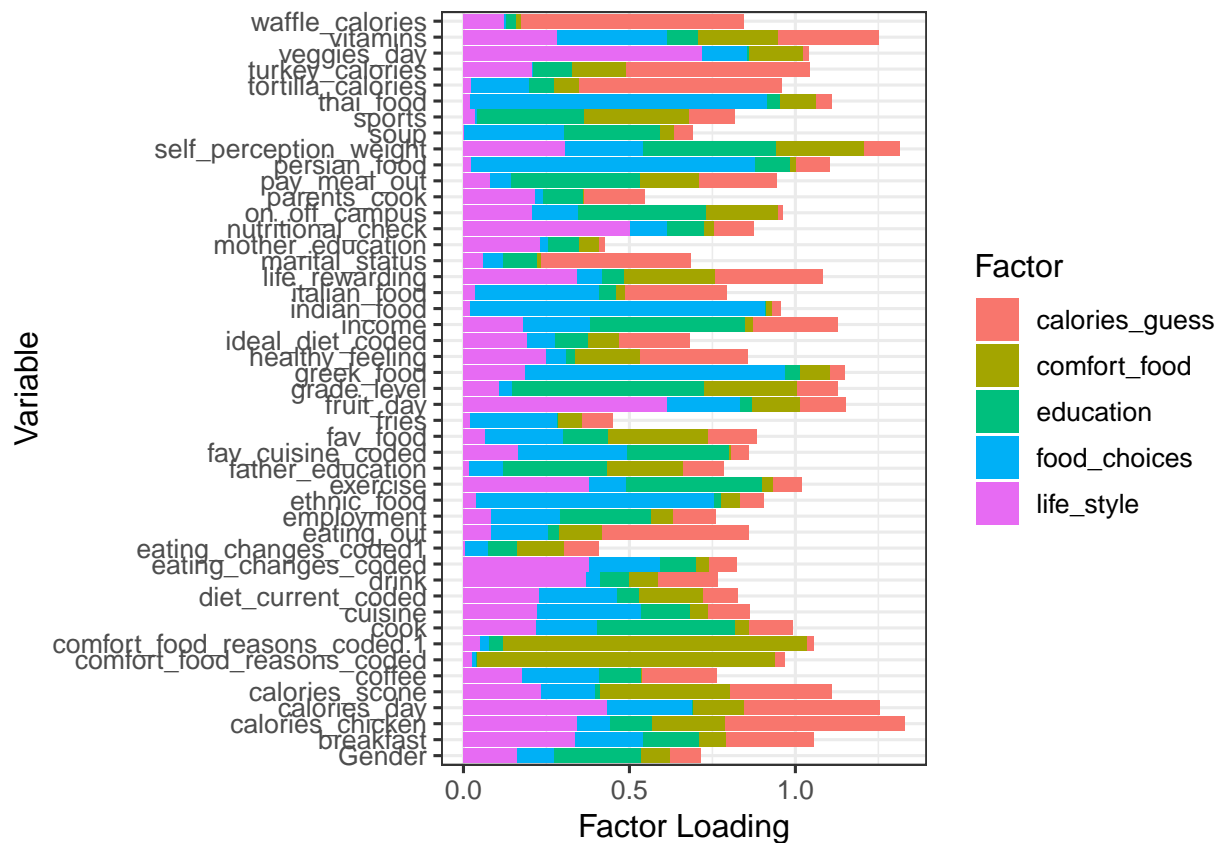 waffle_calories
vitamins
veggies_day
turkey_calories
tortilla_calories
thai_food
sports
soup
self_perception_weight
persian_food
pay_meal_out
parents_cook
on_off_campus
nutritional_check
mother_education
marital_status
life_rewarding
italian_food
indian_food
income
ideal_diet_coded
healthy_feeling
greek_food
grade_level
fruit_day
fries
fav_food
fav_cuisine_coded
father_education
exercise
ethnic_food
employment
eating_out
eating_changes_coded1
eating_changes_coded
drink
diet_current_coded
cuisine
cook
comfort_food_reasons_coded.1
comfort_food_reasons_coded
coffee
calories_scone
calories_day
calories_chicken
breakfast
Gender
Variable
0.0 0.5 1.0
Factor Loading
Factor
calories_guess
comfort_food
education
food_choices
life_style